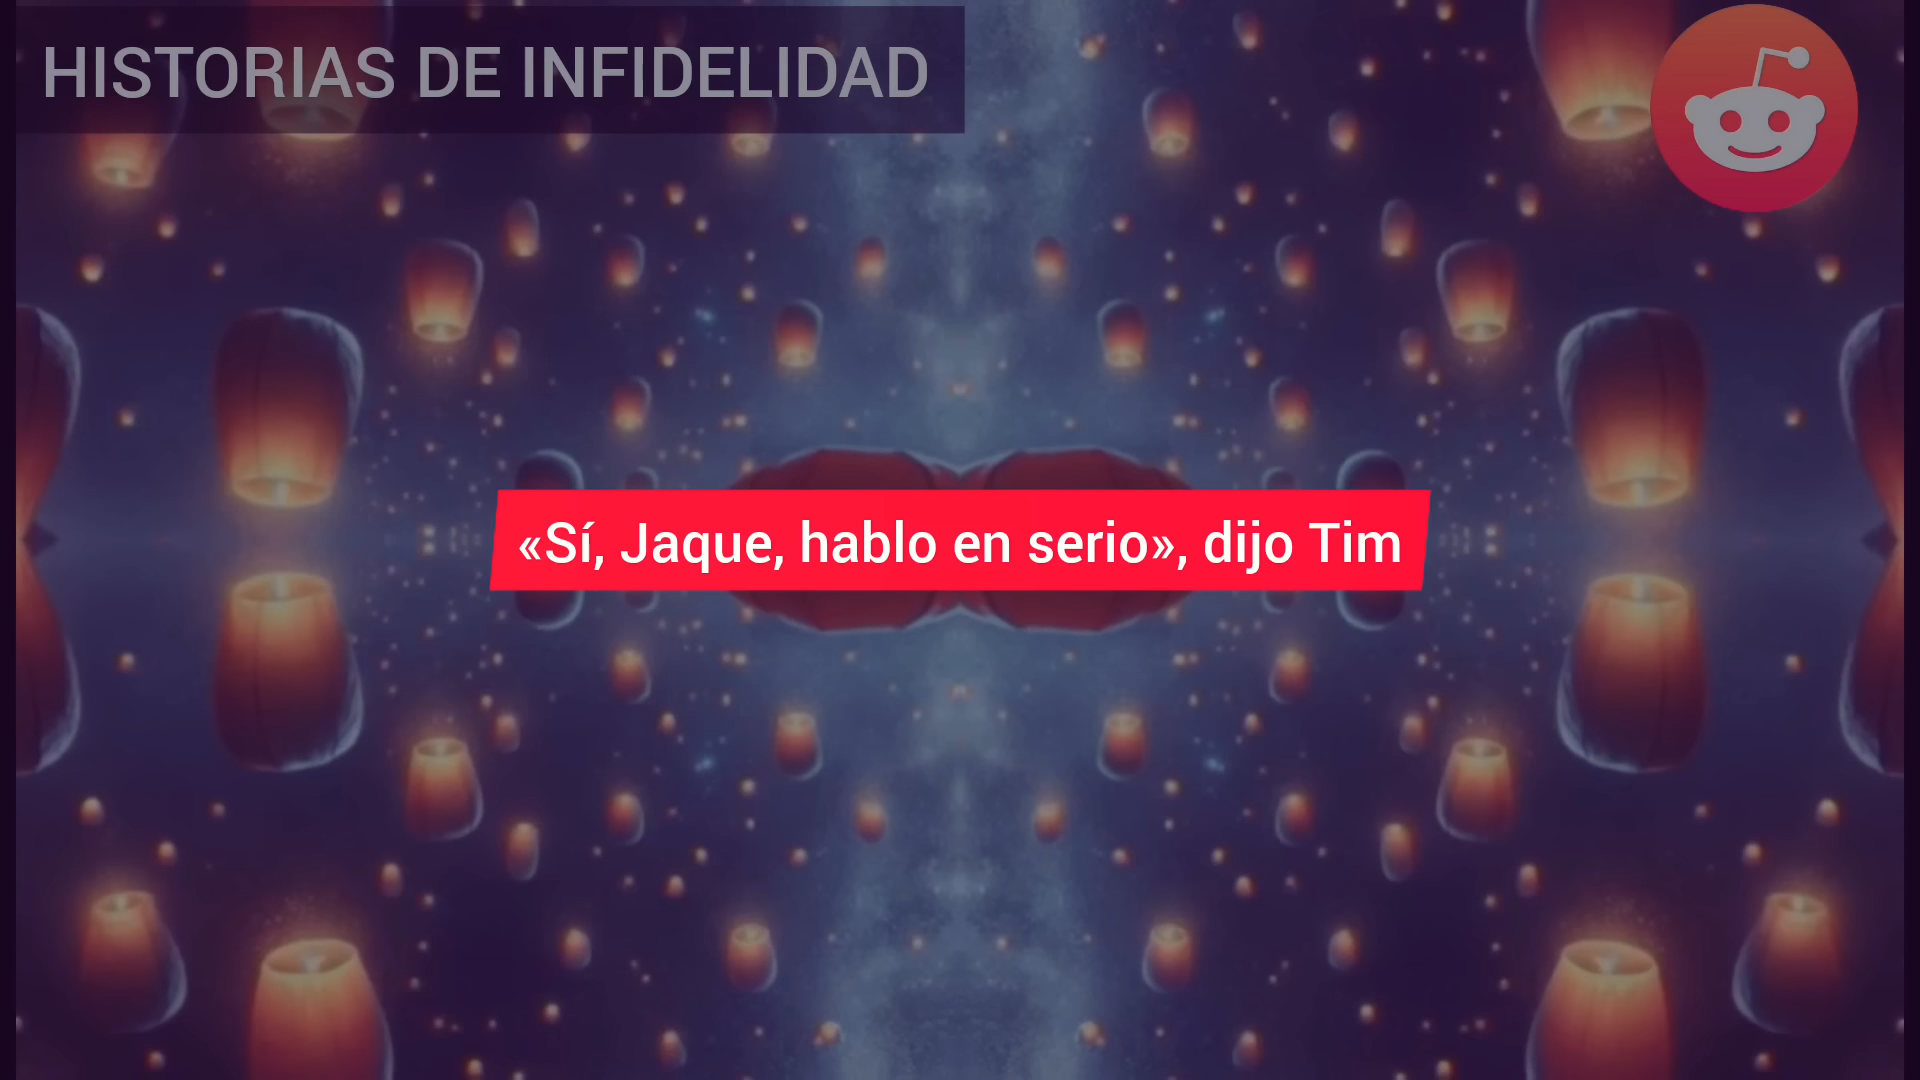 HISTORIAS DE INFIDELIDAD
«Sí, Jaque, hablo en serio», dijo Tim